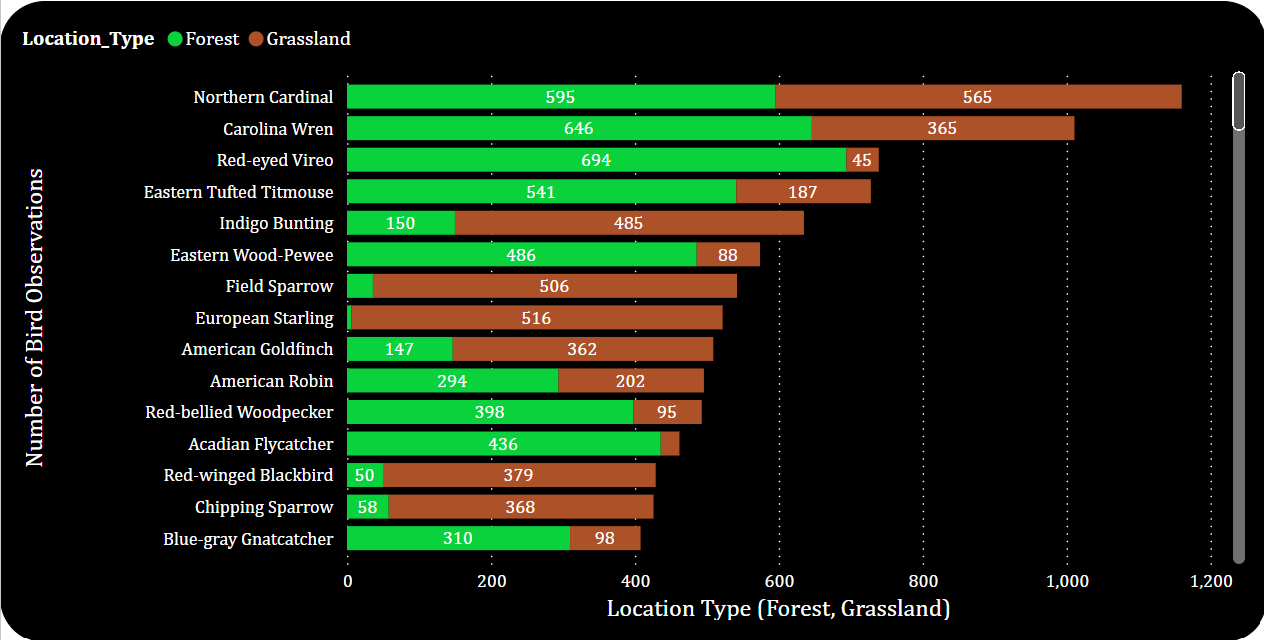 Location_Type Forest Grassland
Number of Bird Observations
Northern Cardinal 595 565
Carolina Wren 646 365
Red-eyed Vireo 694 45
Eastern Tufted Titmouse 541 187
Indigo Bunting 150 485
Eastern Wood-Pewee 486 88
Field Sparrow 506
European Starling 516
American Goldfinch 147 362
American Robin 294 202
Red-bellied Woodpecker 398 95
Acadian Flycatcher 436
Red-winged Blackbird 50 379
Chipping Sparrow 58 368
Blue-gray Gnatcatcher 310 98
0 200 400 600 800 1,000 1,200
Location Type (Forest, Grassland)